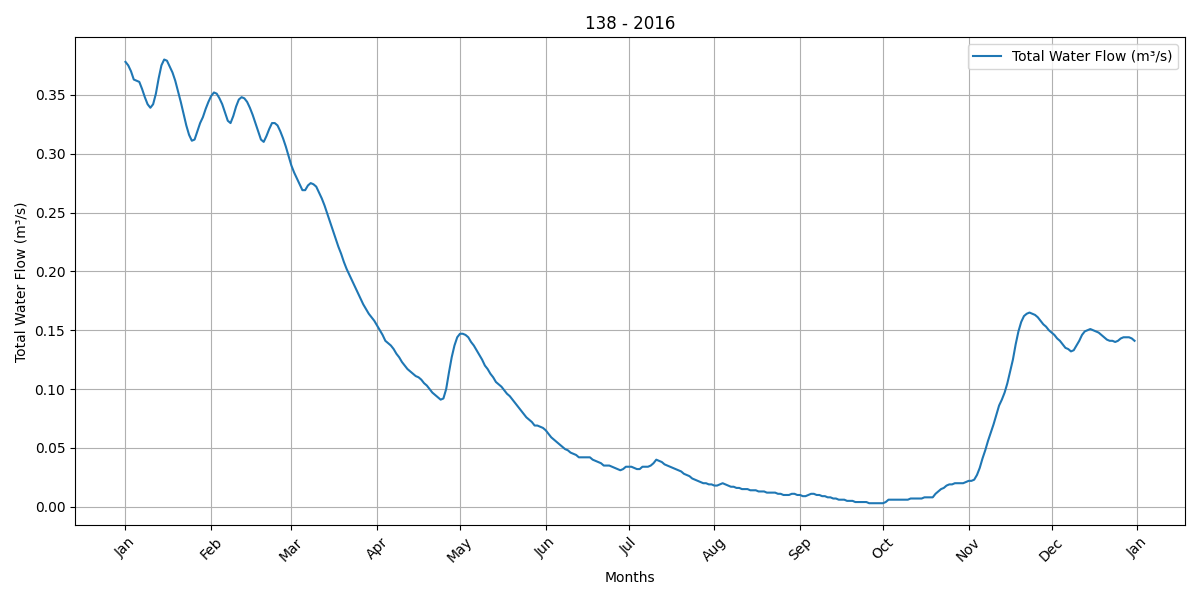 138 - 2016
Total Water Flow (m³/s)
Total Water Flow (m³/s)
0.35
0.30
0.25
0.20
0.15
0.10
0.05
0.00
Jan
Feb
Mar
Apr
May
Jun
Jul
Aug
Sep
Oct
Nov
Dec
Jan
Months